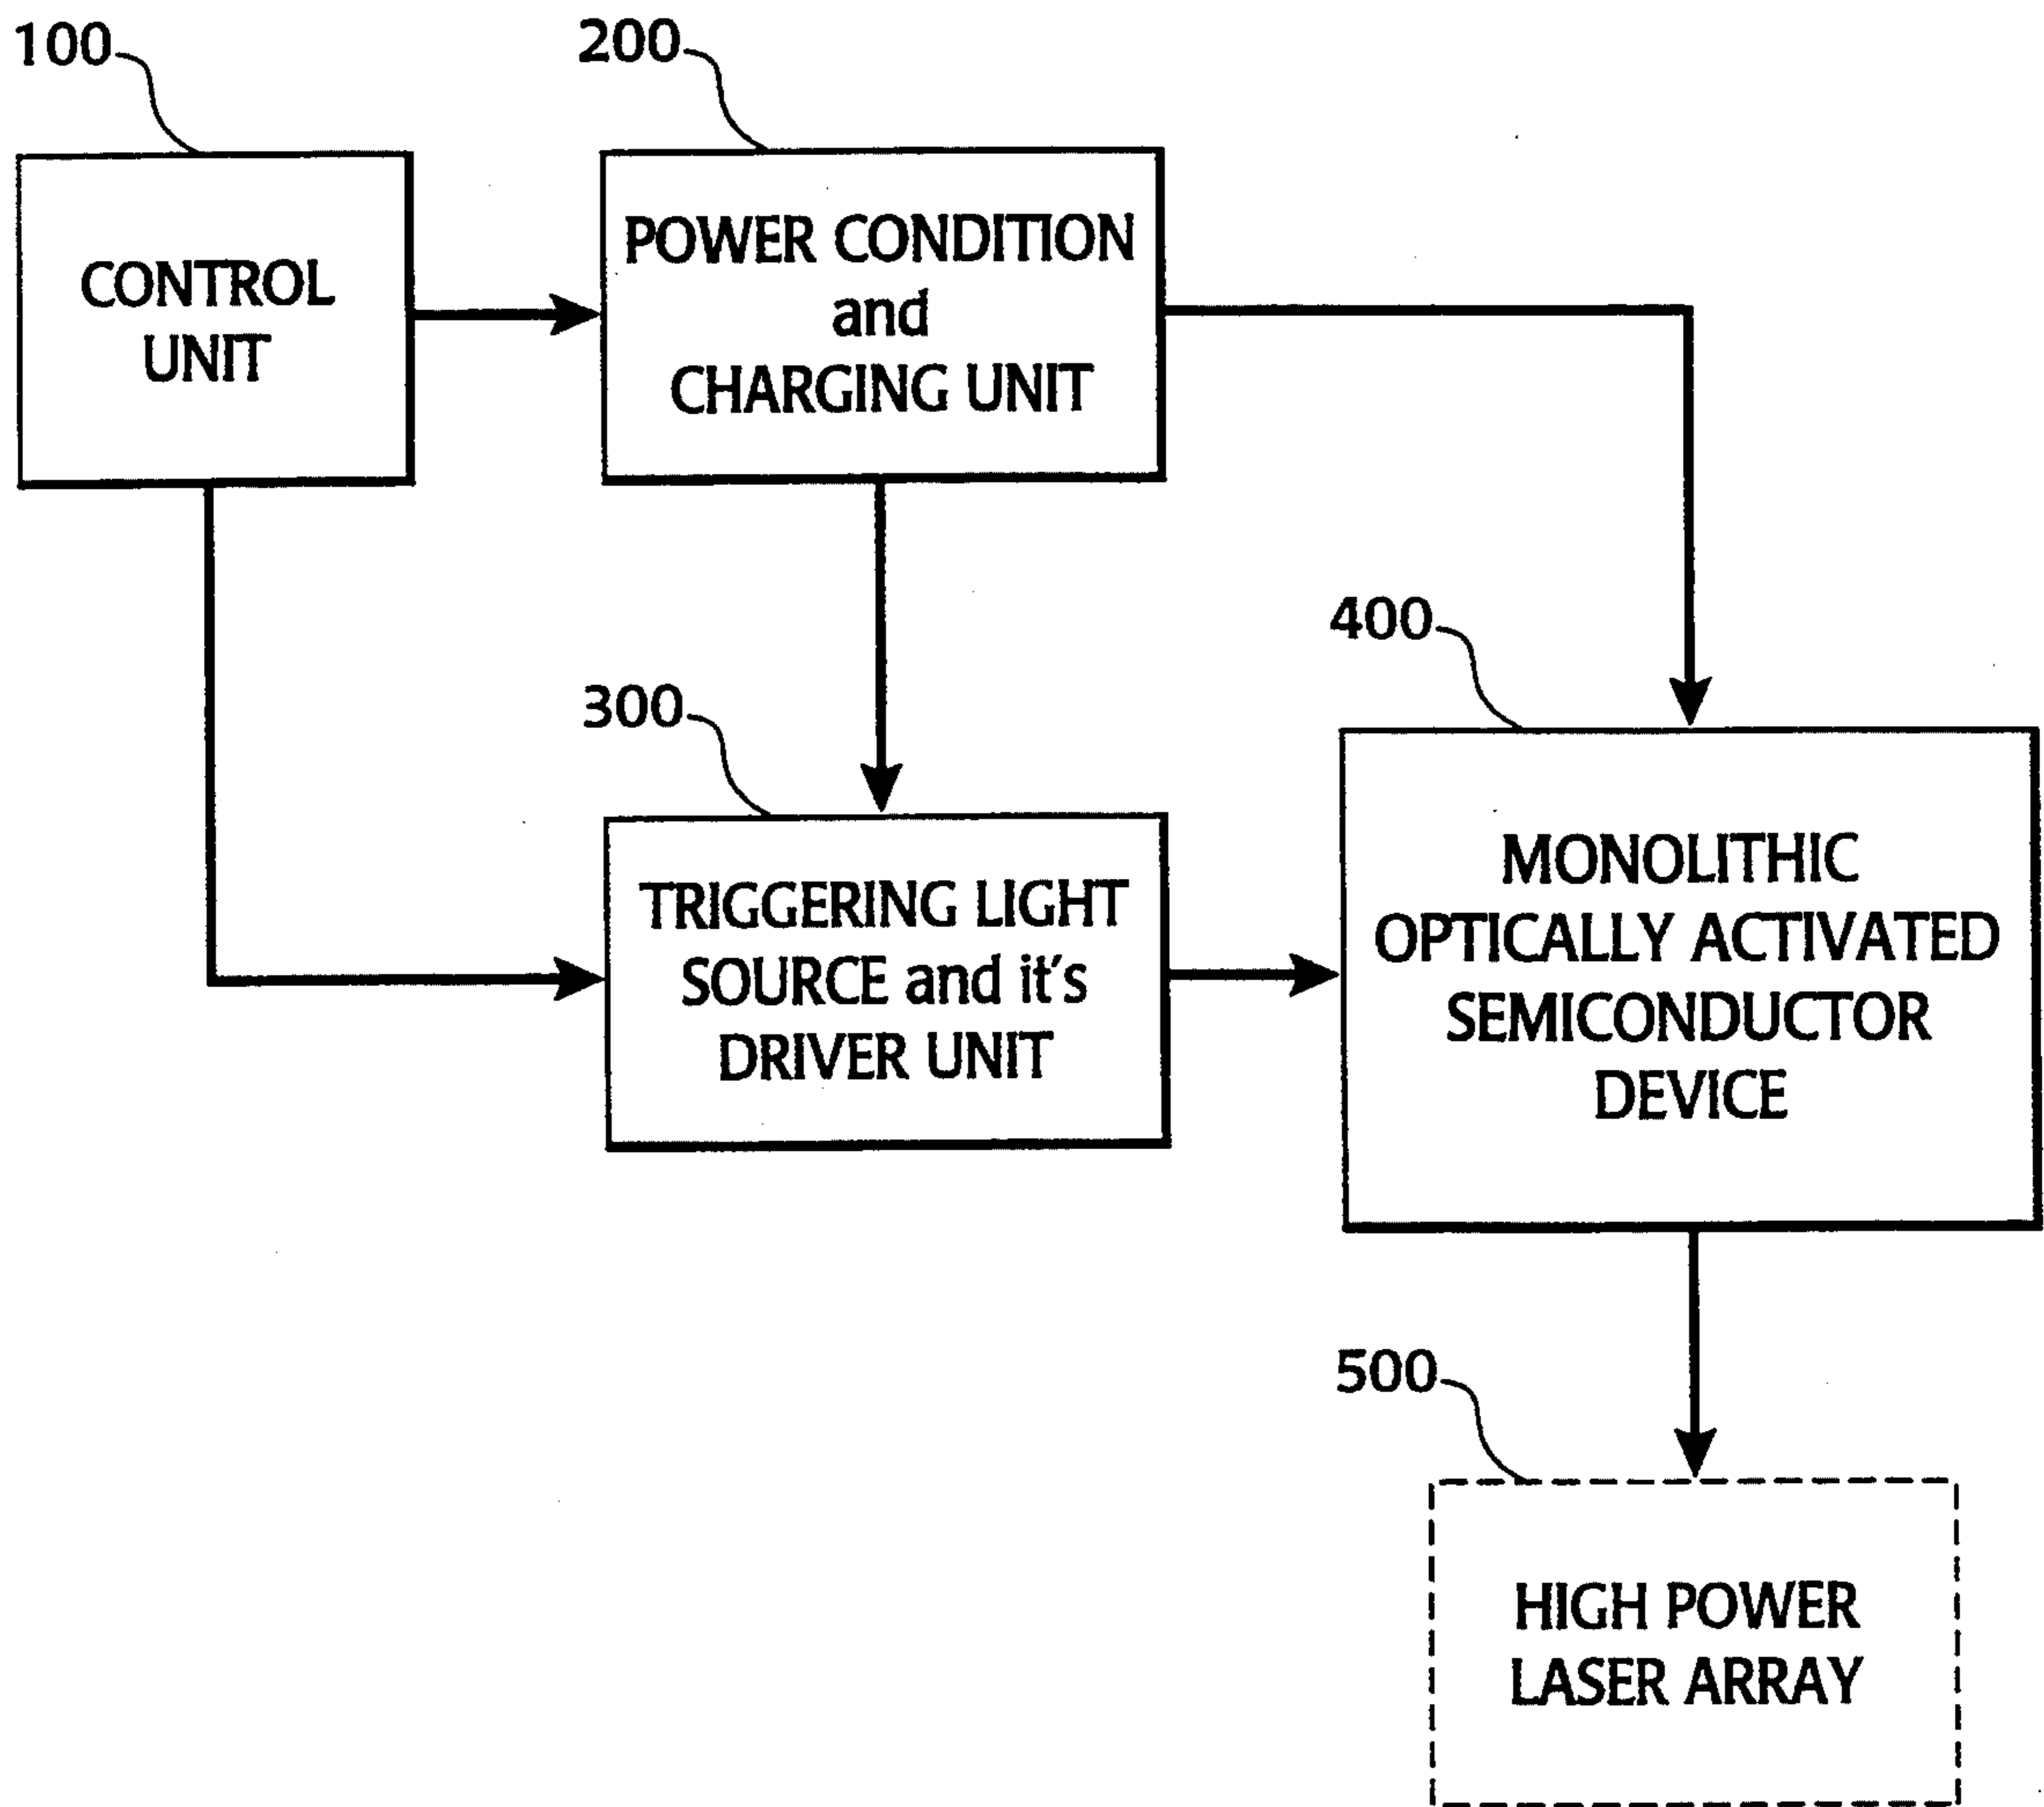 100
200
CONTROL
UNIT
POWER CONDITION
and
CHARGING UNIT
300
400
TRIGGERING LIGHT
SOURCE and it's
DRIVER UNIT
MONOLITHIC
OPTICALLY ACTIVATED
SEMICONDUCTOR
DEVICE
500
HIGH POWER
LASER ARRAY